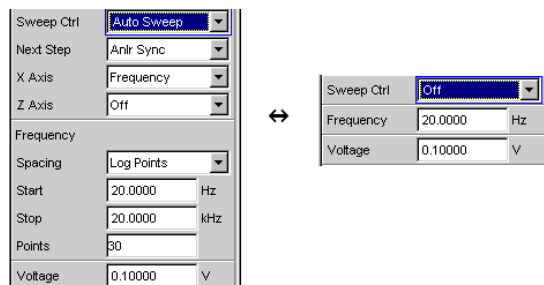 Sweep Ctrl Auto Sweep
Next Step Anlr Sync
X Axis Frequency
Z Axis Off
Frequency
Spacing Log Points
Start 20.0000 Hz
Stop 20.0000 kHz
Points 30
Voltage 0.10000 V
↔
Sweep Ctrl Off
Frequency 20.0000 Hz
Voltage 0.10000 V